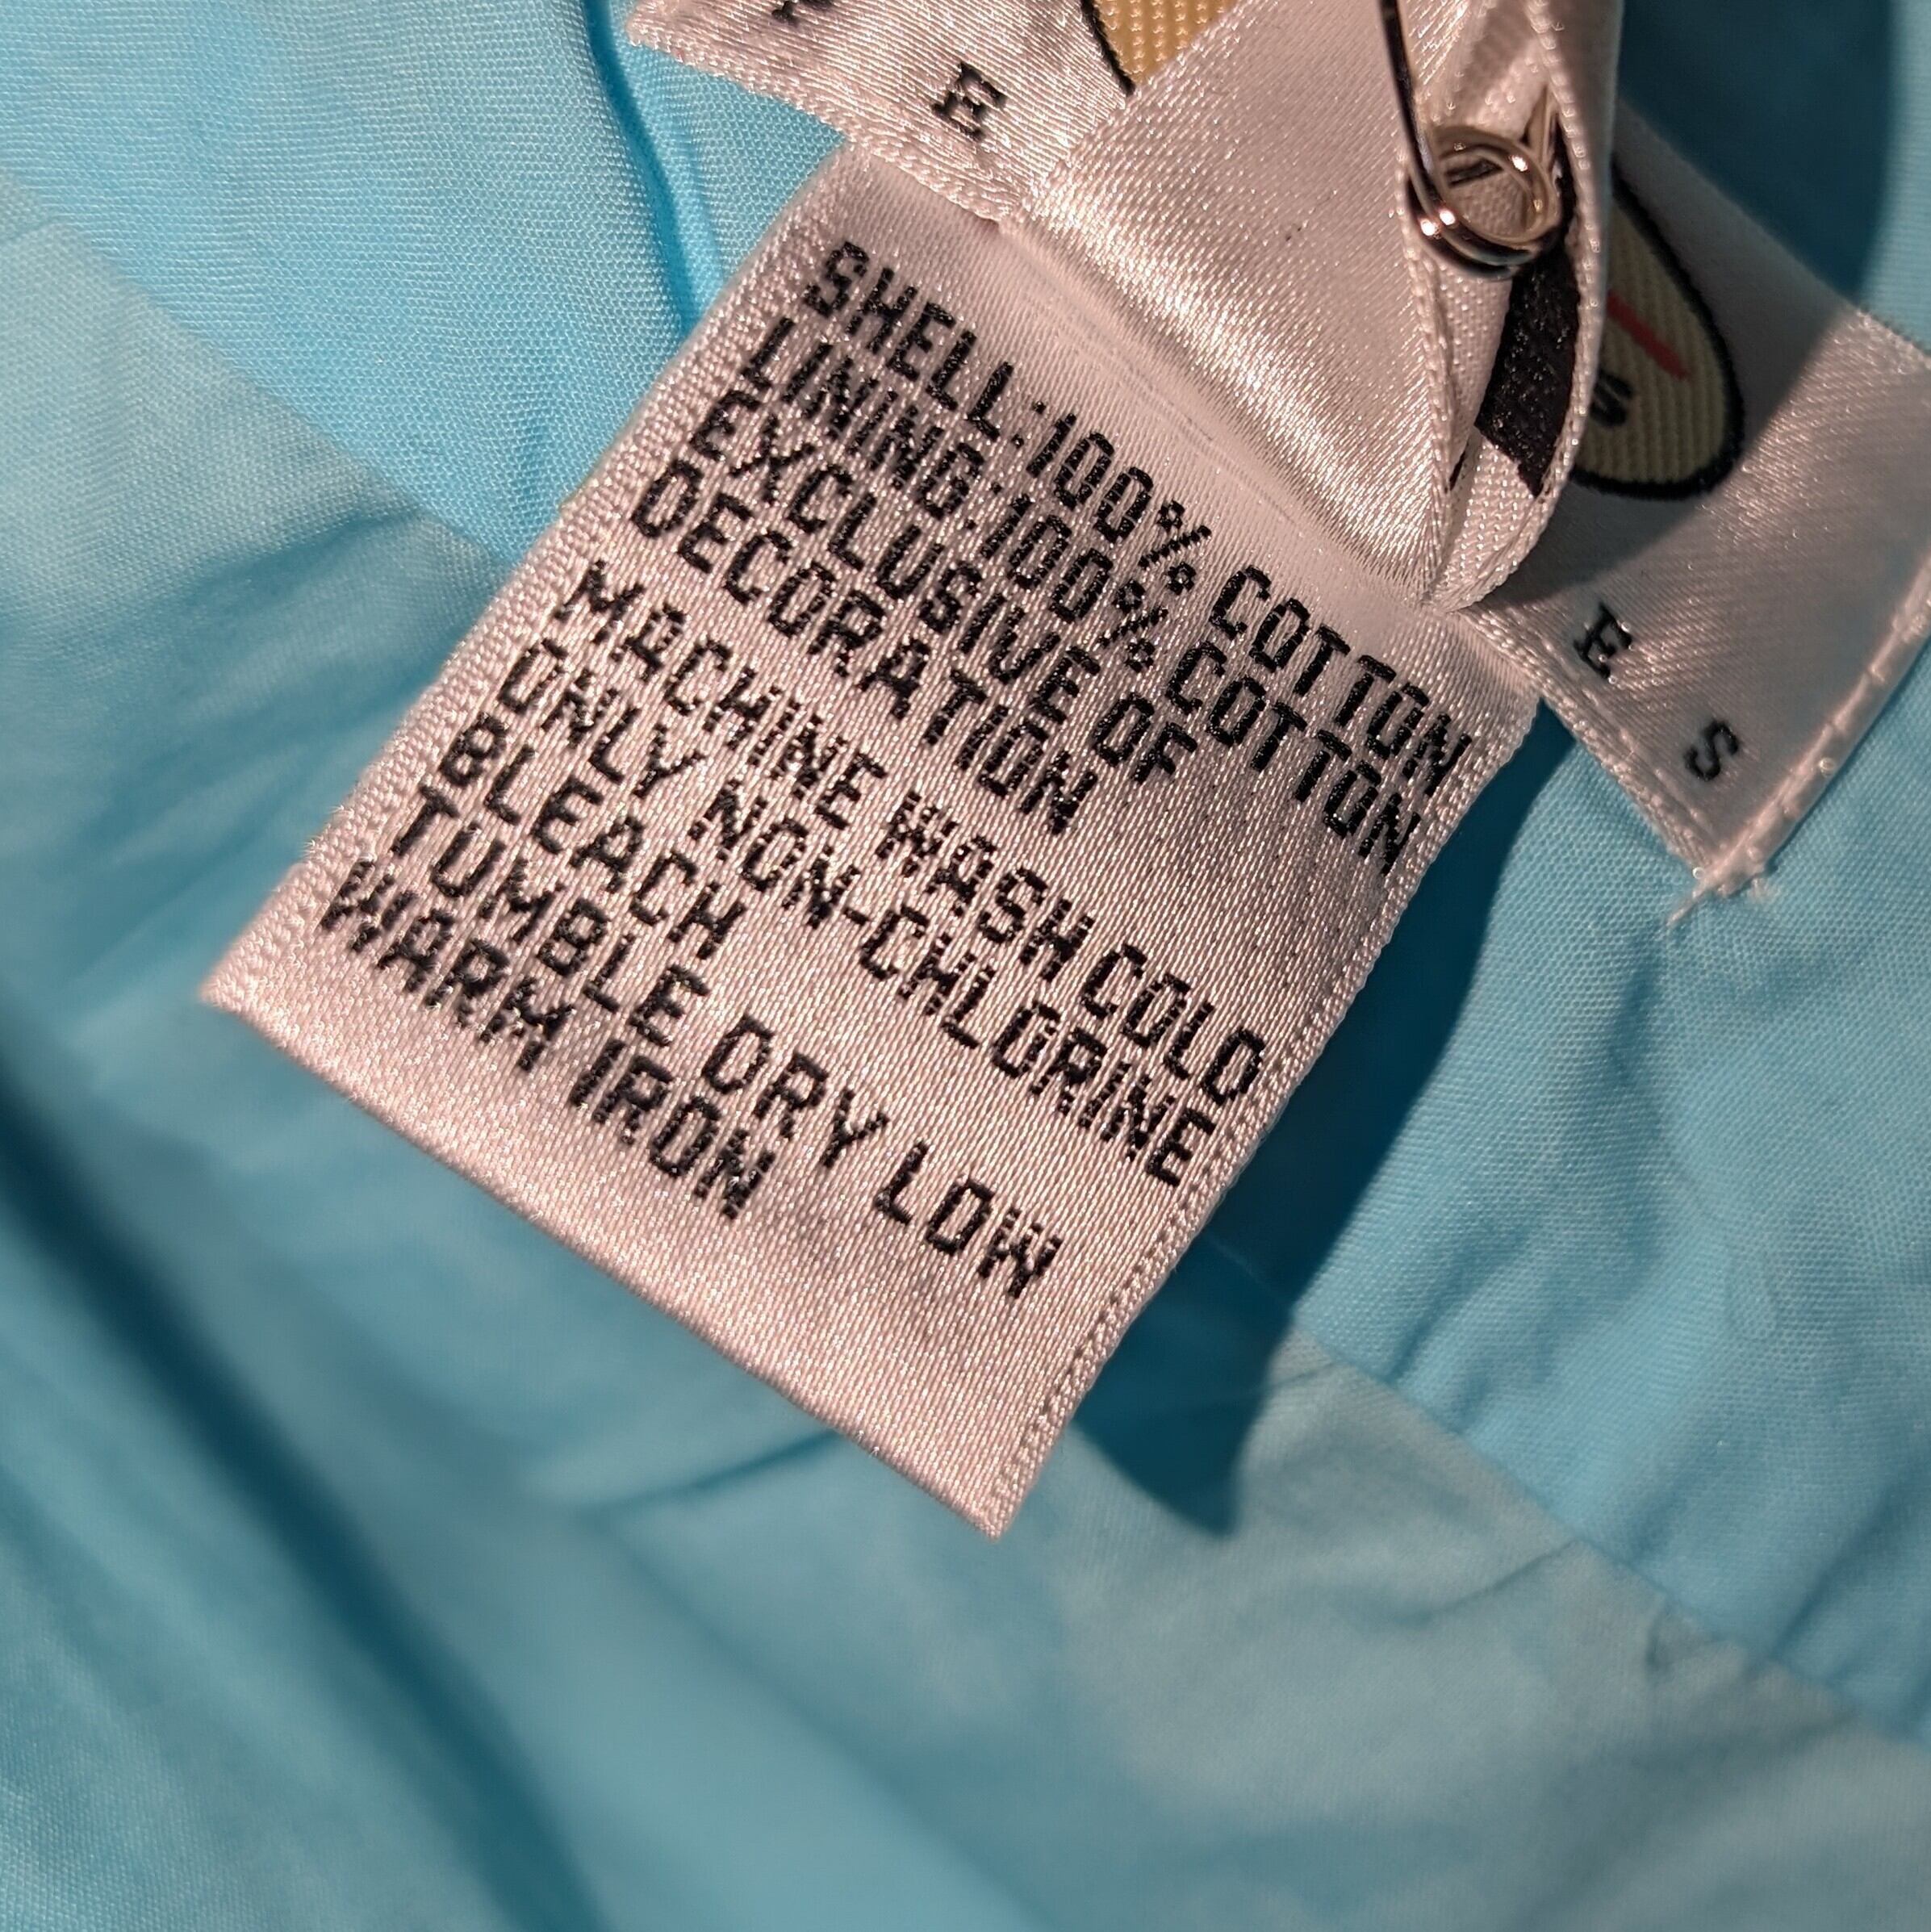 E
SHELL:100% COTTON
LINING:100% COTTON
EXCLUSIVE OF
DECORATION
MACHINE WASH COLD
ONLY NON-CHLORINE
BLEACH
TUMBLE DRY LOW
WARM IRON
S
E S